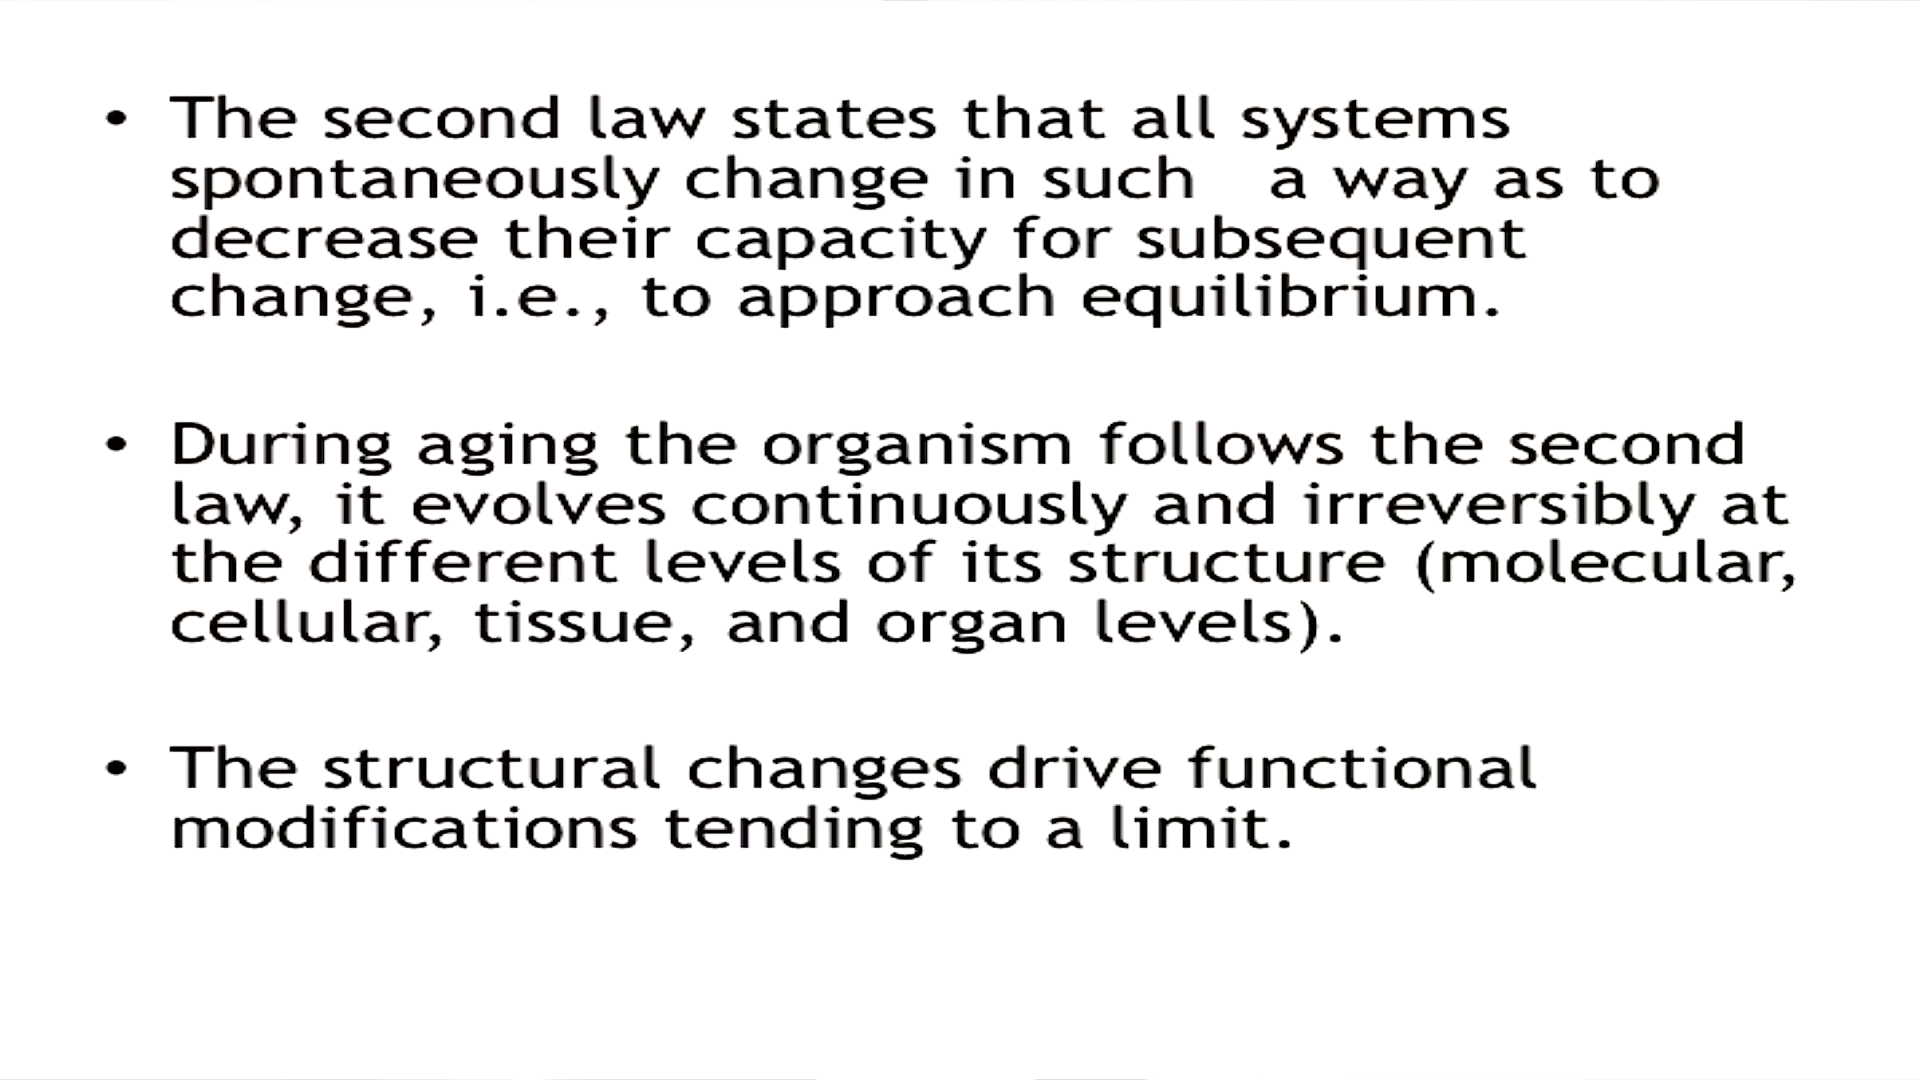 • The second law states that all systems
spontaneously change in such   a way as to
decrease their capacity for subsequent
change, i.e., to approach equilibrium.
• During aging the organism follows the second
law, it evolves continuously and irreversibly at
the different levels of its structure (molecular,
cellular, tissue, and organ levels).
• The structural changes drive functional
modifications tending to a limit.